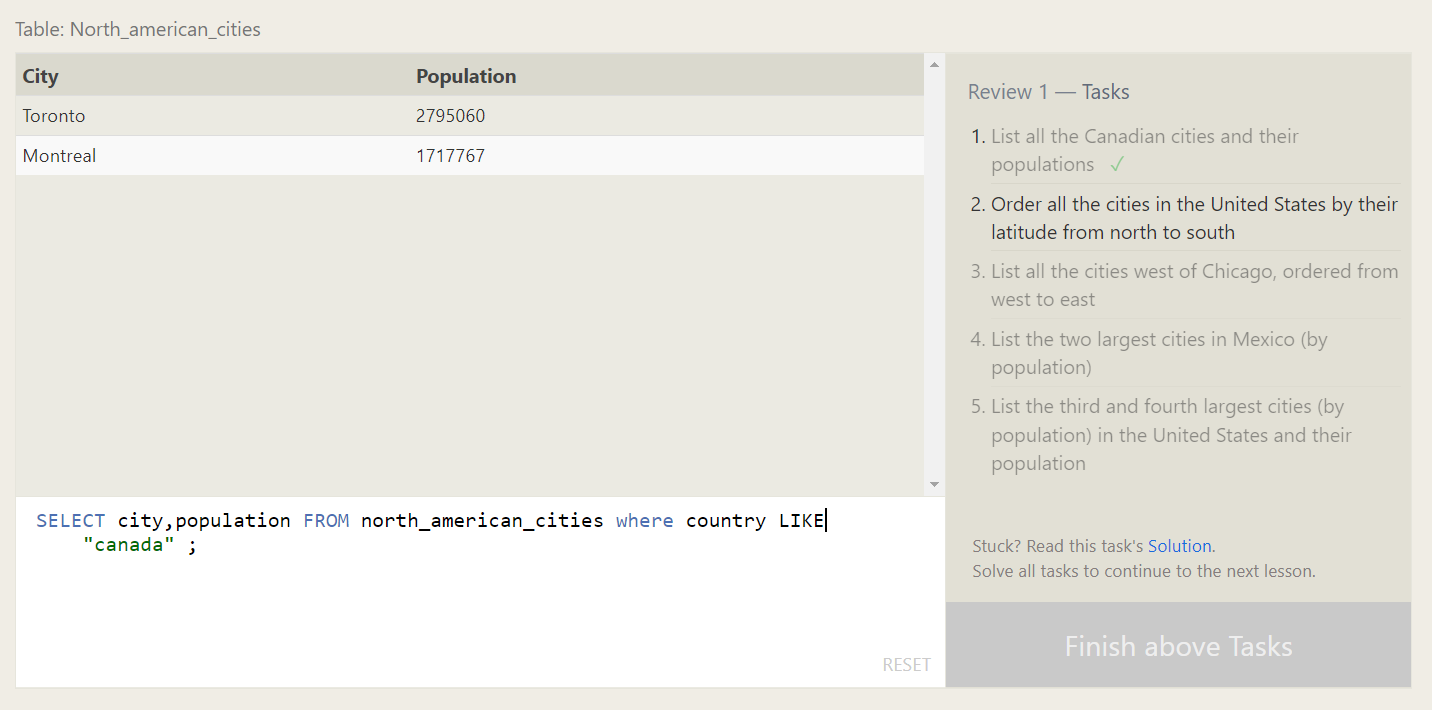 Table: North_american_cities
City Population
Toronto 2795060
Montreal 1717767
SELECT city,population FROM north_american_cities where country LIKE
"canada" ;
RESET
Review 1 — Tasks
1. List all the Canadian cities and their
populations ✓
2. Order all the cities in the United States by their
latitude from north to south
3. List all the cities west of Chicago, ordered from
west to east
4. List the two largest cities in Mexico (by
population)
5. List the third and fourth largest cities (by
population) in the United States and their
population
Stuck? Read this task's Solution.
Solve all tasks to continue to the next lesson.
Finish above Tasks